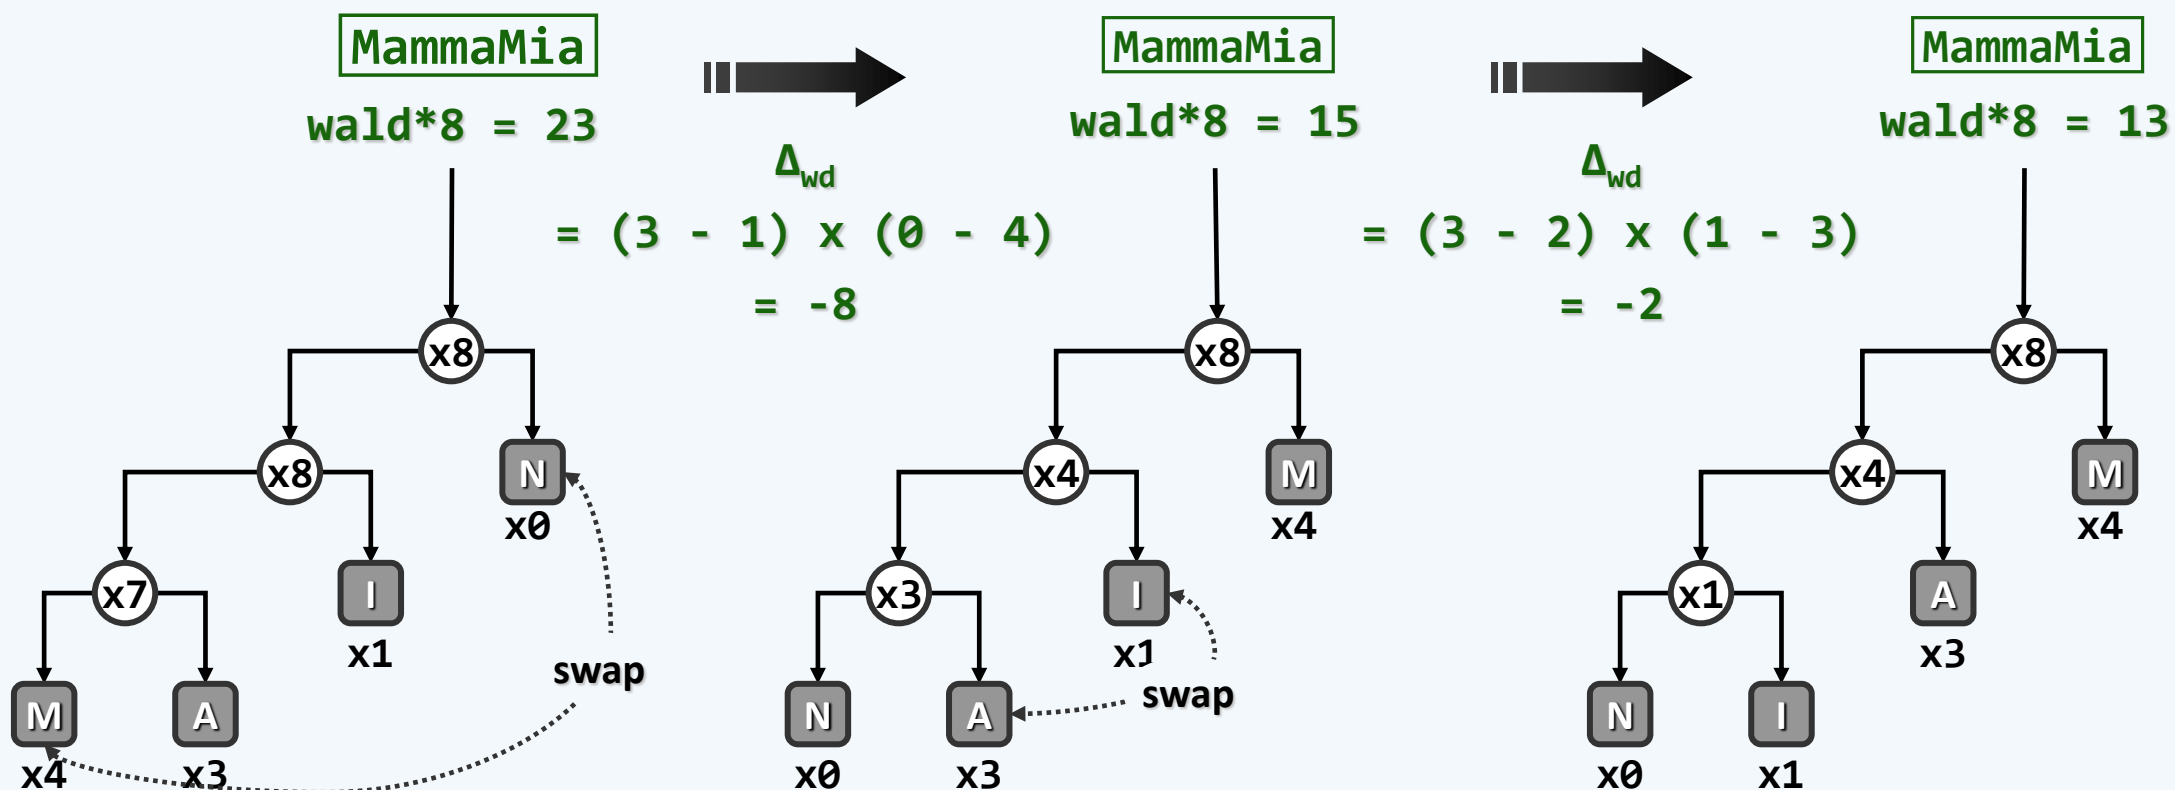 MammaMia
MammaMia
MammaMia
wald*8 = 23
wald*8 = 15
wald*8 = 13
Δwd
= (3 - 1) x (0 - 4)
= -8
Δwd
= (3 - 2) x (1 - 3)
= -2
x8
x8
N
x0
x7
I
x1
M
x4
A
x3
swap
x8
x4
M
x4
x3
I
x1
N
x0
A
x3
swap
x8
x4
M
x4
x1
A
x3
N
x0
I
x1